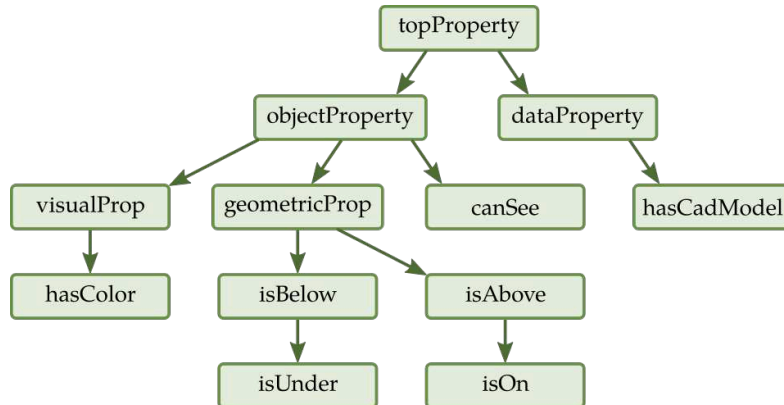 topProperty
objectProperty
dataProperty
visualProp
geometricProp
canSee
hasCadModel
hasColor
isBelow
isAbove
isUnder
isOn